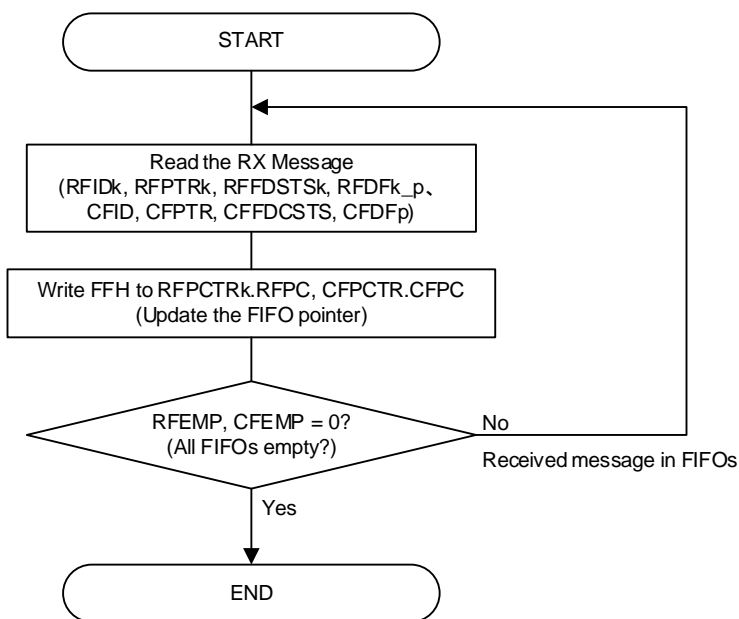 START
Read the RX Message
(RFIDk, RFPTRk, RFFDSTSk, RFDFk_p、
CFID, CFPTR, CFFDCSTS, CFDFp)
Write FFH to RFPCTRk.RFPC, CFPCTR.CFPC
(Update the FIFO pointer)
RFEMP, CFEMP = 0?
(All FIFOs empty?)
No
Received message in FIFOs
Yes
END